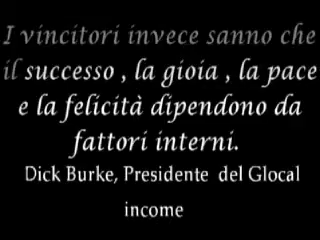 I vincitori invece sanno che
il successo , la gioia , la pace
e la felicità dipendono da
fattori interni.
Dick Burke, Presidente del Glocal
income